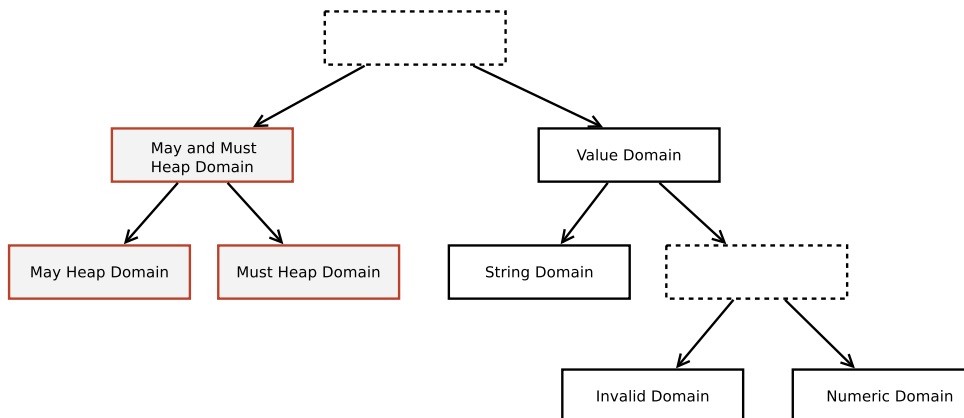 May and Must
Heap Domain
Value Domain
May Heap Domain
Must Heap Domain
String Domain
Invalid Domain
Numeric Domain